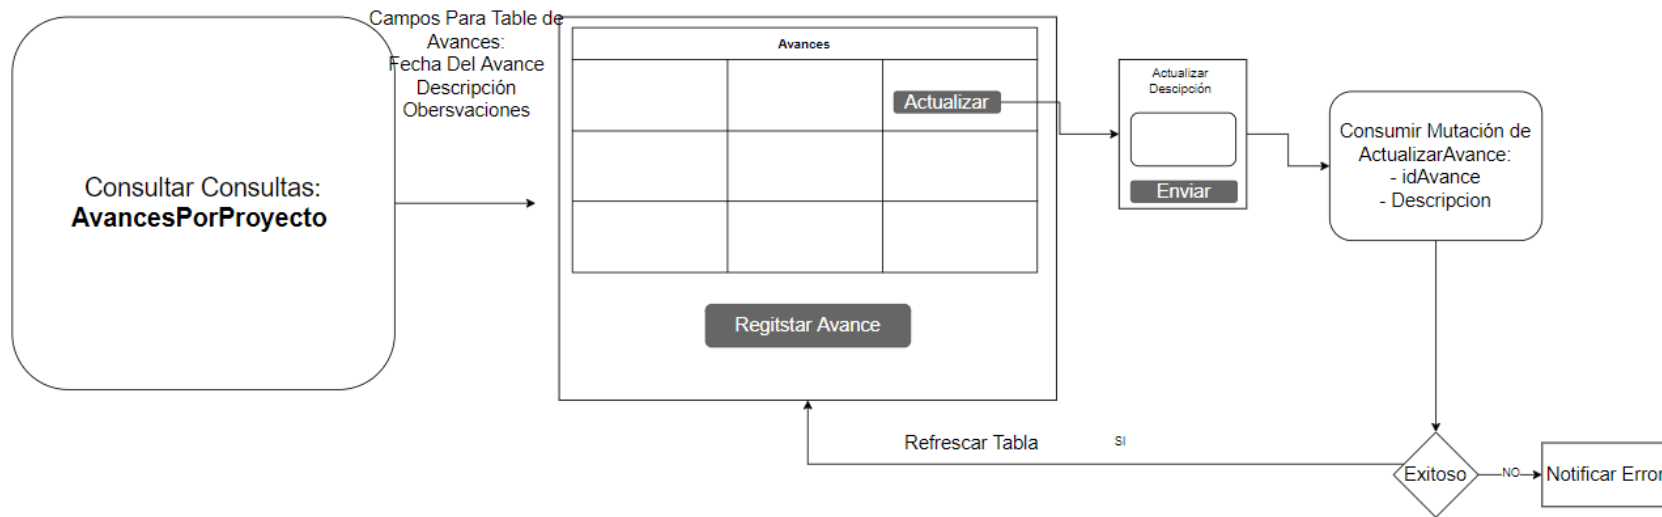 Consultar Consultas:
AvancesPorProyecto
Campos Para Table de
Avances:
Fecha Del Avance
Descripción
Obersvaciones
Avances
Actualizar
Regitstar Avance
Actualizar
Descipción
Enviar
Consumir Mutación de
ActualizarAvance:
- idAvance
- Descripcion
Refrescar Tabla
SI
Exitoso
NO
Notificar Error